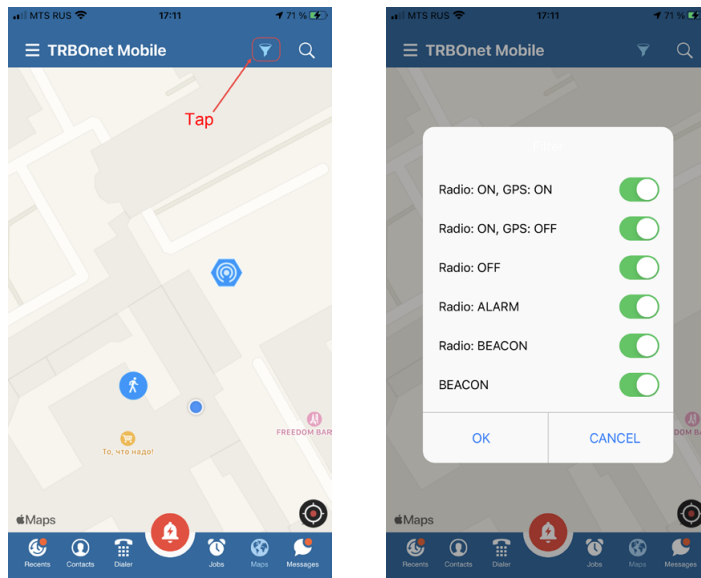 MTS RUS
17:11
71 %
TRBOnet Mobile
Tap
FREEDOM BAR
То, что надо!
Maps
Recents
Contacts
Dialer
Jobs
Maps
Messages
MTS RUS
17:11
71 %
TRBOnet Mobile
Radio: ON, GPS: ON
Radio: ON, GPS: OFF
Radio: OFF
Radio: ALARM
Radio: BEACON
BEACON
OK
CANCEL
Maps
Recents
Contacts
Dialer
Jobs
Maps
Messages